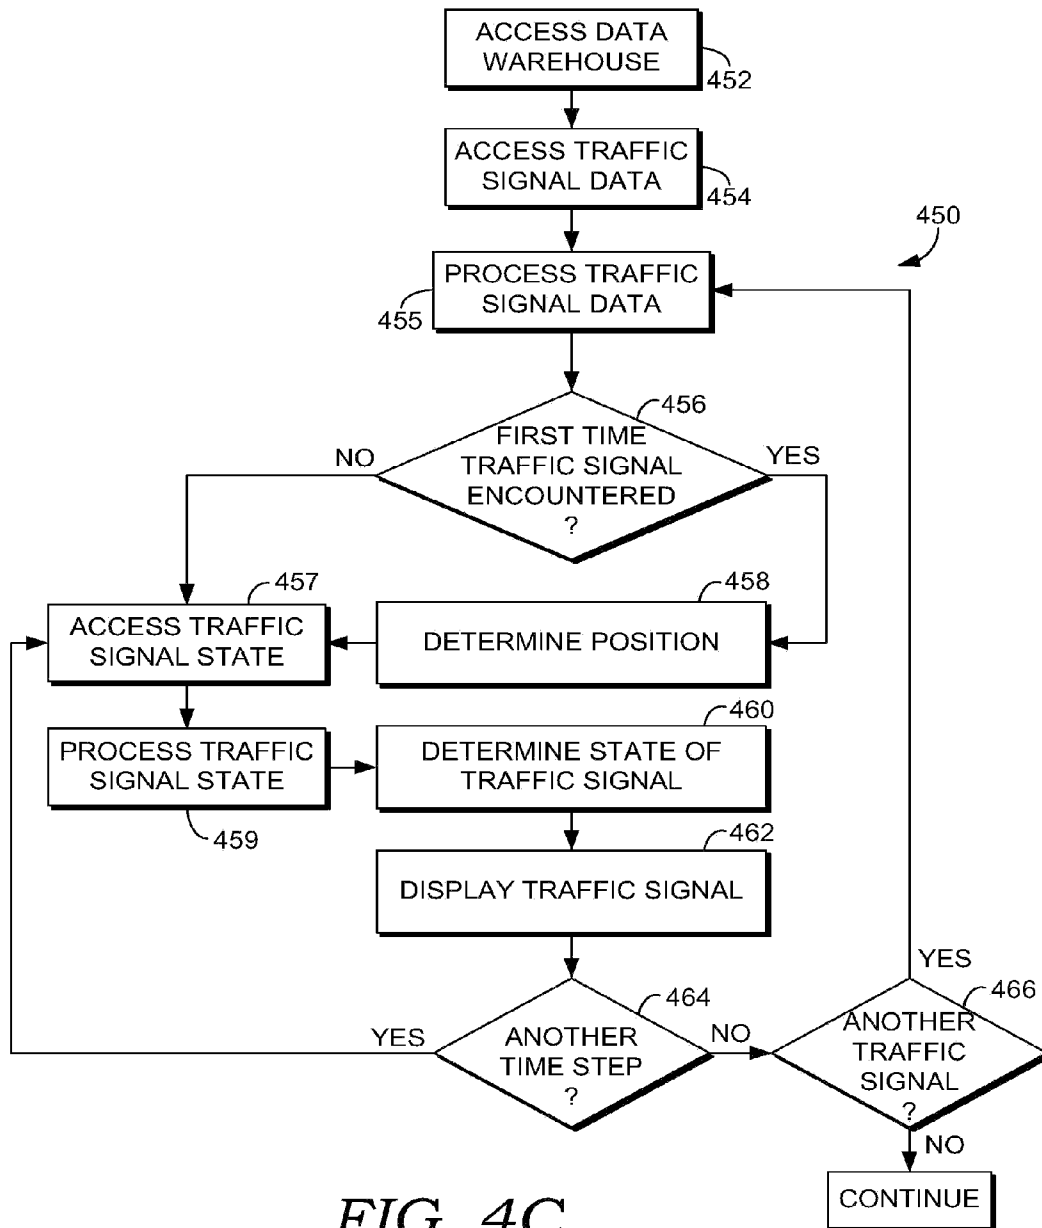 ACCESS DATA
WAREHOUSE
452
ACCESS TRAFFIC
SIGNAL DATA
454
450
PROCESS TRAFFIC
SIGNAL DATA
455
456
FIRST TIME
TRAFFIC SIGNAL
ENCOUNTERED
?
NO
YES
457
ACCESS TRAFFIC
SIGNAL STATE
458
DETERMINE POSITION
PROCESS TRAFFIC
SIGNAL STATE
459
460
DETERMINE STATE OF
TRAFFIC SIGNAL
462
DISPLAY TRAFFIC SIGNAL
464
ANOTHER
TIME STEP
?
YES
NO
YES
466
ANOTHER
TRAFFIC
SIGNAL
?
NO
CONTINUE
FIG. 4C